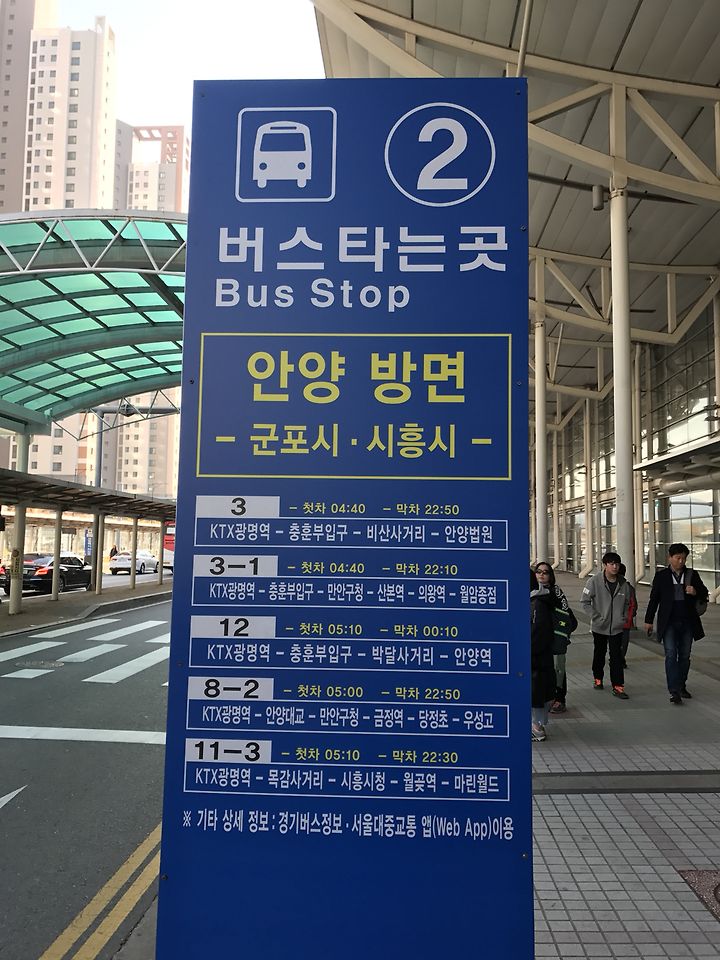 2
버스타는곳
Bus Stop
안양 방면
- 군포시 · 시흥시 -
3 - 첫차 04:40 - 막차 22:50
KTX광명역 - 충훈부입구 - 비산사거리 - 안양법원
3-1 - 첫차 04:40 - 막차 22:10
KTX광명역 - 충훈부입구 - 만안구청 - 산본역 - 의왕역 - 월암종점
12 - 첫차 05:10 - 막차 00:10
KTX광명역 - 충훈부입구 - 박달사거리 - 안양역
8-2 - 첫차 05:00 - 막차 22:50
KTX광명역 - 안양대교 - 만안구청 - 금정역 - 당정초 - 우성고
11-3 - 첫차 05:10 - 막차 22:30
KTX광명역 - 목감사거리 - 시흥시청 - 월곶역 - 마린월드
※ 기타 상세 정보 : 경기버스정보 · 서울대중교통 앱(Web App)이용